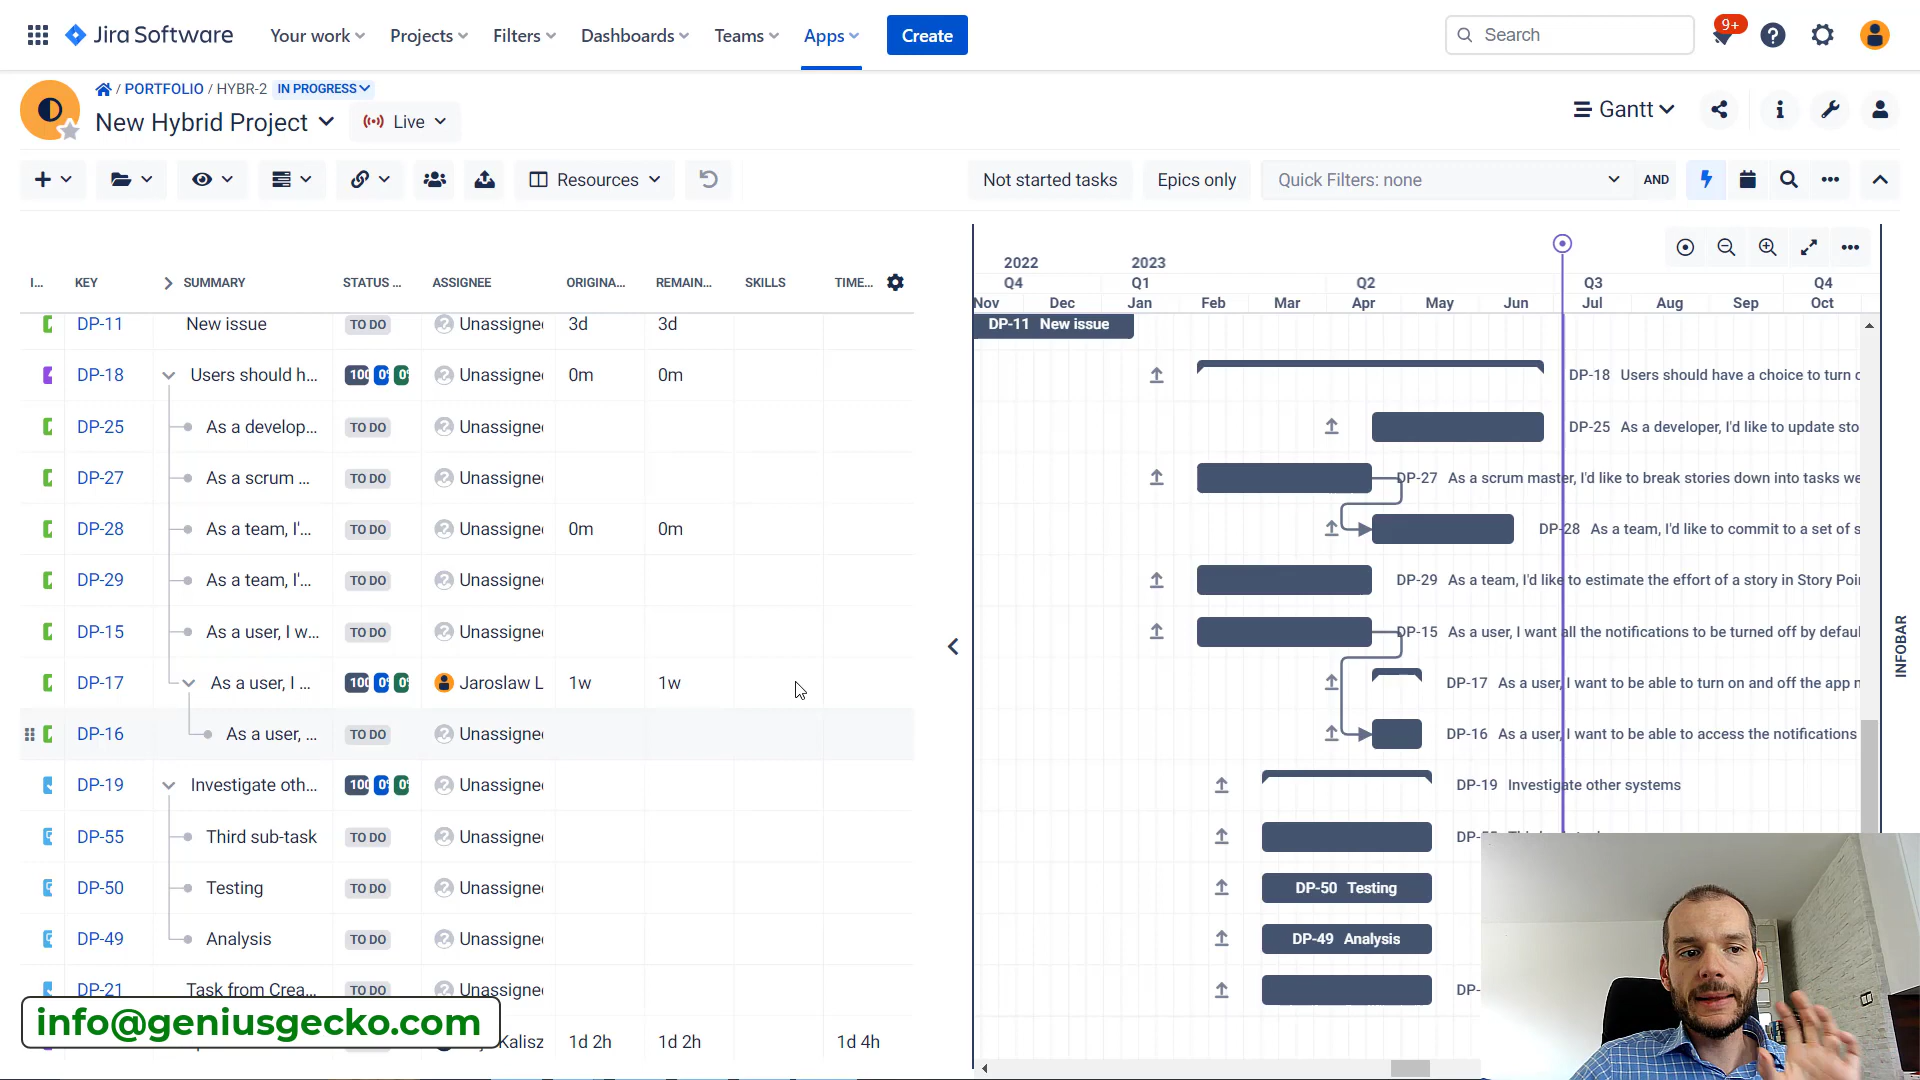 Jira Software Your work Projects Filters Dashboards Teams Apps Create Search 9+
/ PORTFOLIO / HYBR-2 IN PROGRESS
New Hybrid Project Live Gantt
Resources Not started tasks Epics only Quick Filters: none AND
2022 2023
I... KEY SUMMARY STATUS ... ASSIGNEE ORIGINA... REMAIN... SKILLS TIME... Q4 Q1 Q2 Q3 Q4
Nov Dec Jan Feb Mar Apr May Jun Jul Aug Sep Oct
DP-11 New issue TO DO Unassigne 3d 3d DP-11 New issue
DP-18 Users should h... 100 0 0 Unassigne 0m 0m DP-18 Users should have a choice to turn
DP-25 As a develop... TO DO Unassigne DP-25 As a developer, I'd like to update sto
DP-27 As a scrum ... TO DO Unassigne DP-27 As a scrum master, I'd like to break stories down into tasks we
DP-28 As a team, I'... TO DO Unassigne 0m 0m DP-28 As a team, I'd like to commit to a set of s
DP-29 As a team, I'... TO DO Unassigne DP-29 As a team, I'd like to estimate the effort of a story in Story Poi
DP-15 As a user, I w... TO DO Unassigne DP-15 As a user, I want all the notifications to be turned off by defaul
DP-17 As a user, I ... 100 0 0 Jaroslaw L 1w 1w DP-17 As a user, I want to be able to turn on and off the app
DP-16 As a user, ... TO DO Unassigne DP-16 As a user, I want to be able to access the notifications
DP-19 Investigate oth... 100 0 0 Unassigne DP-19 Investigate other systems
DP-55 Third sub-task TO DO Unassigne
DP-50 Testing TO DO Unassigne DP-50 Testing
DP-49 Analysis TO DO Unassigne DP-49 Analysis
DP-21 Task from Crea... TO DO Unassigne DP-
info@geniusgecko.com
Kalisz 1d 2h 1d 2h 1d 4h
INFOBAR